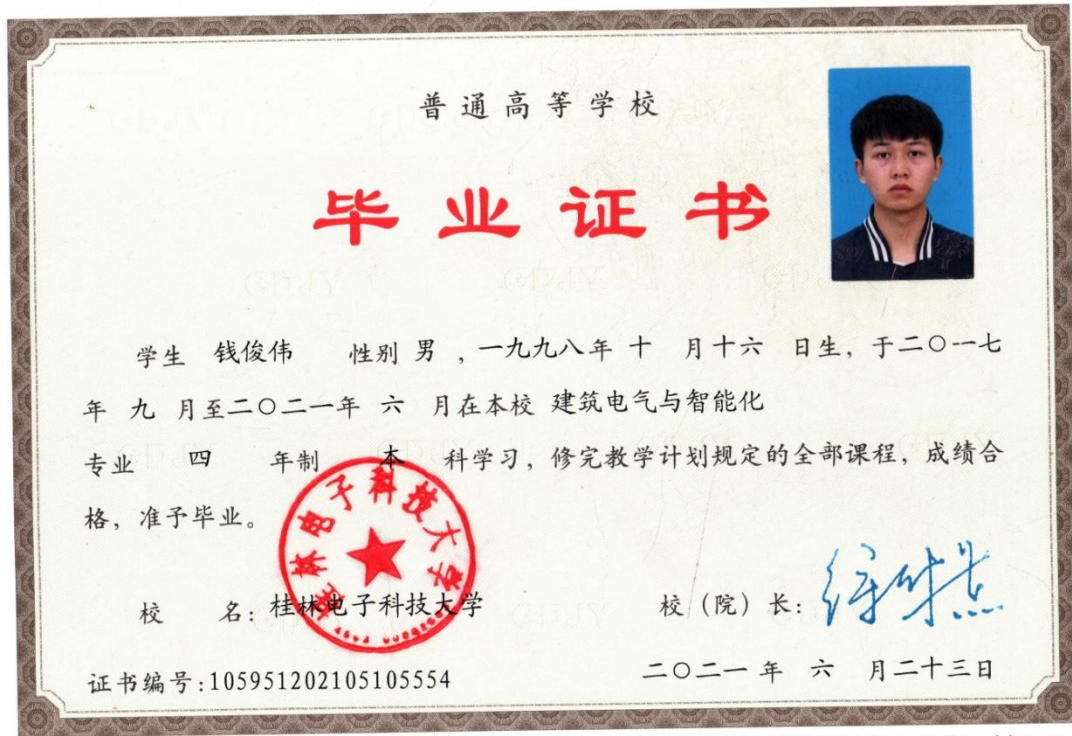 普通高等学校
毕业证书
学生 钱俊伟 性别 男 ,一九九八年 十 月十六 日生,于二〇一七
年 九 月至二〇二一年 六 月在本校 建筑电气与智能化
专业 四 年制 本 科学习,修完教学计划规定的全部课程,成绩合
格,准予毕业。
桂林电子科技大学
校 名:桂林电子科技大学 校(院)长:
证书编号:105951202105105554 二〇二一 年 六 月二十三日